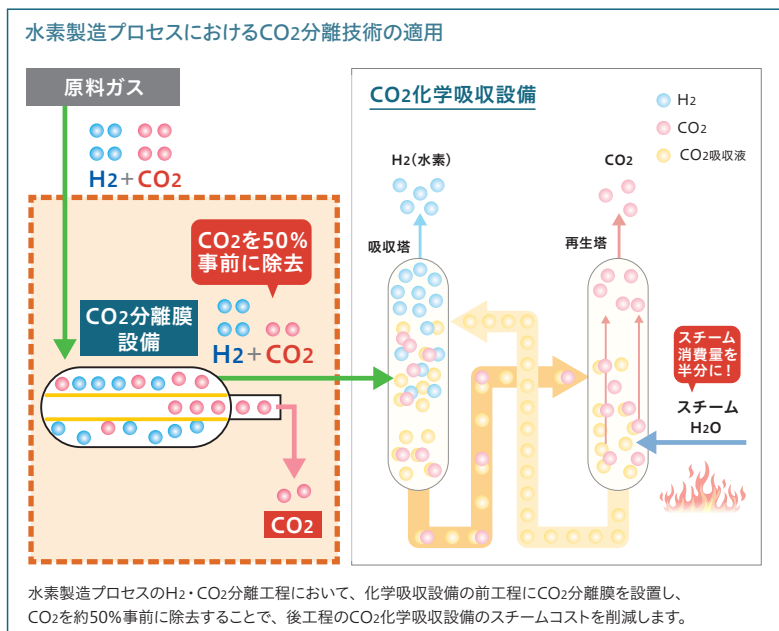 水素製造プロセスにおけるCO2分離技術の適用
原料ガス
H2+CO2
CO2を50%
事前に除去
CO2分離膜
設備
H2+CO2
CO2
CO2化学吸収設備
H2
CO2
CO2吸収液
H2(水素)
CO2
吸収塔
再生塔
スチーム
消費量を
半分に!
スチーム
H2O
水素製造プロセスのH2・CO2分離工程において、化学吸収設備の前工程にCO2分離膜を設置し、
CO2を約50%事前に除去することで、後工程のCO2化学吸収設備のスチームコストを削減します。